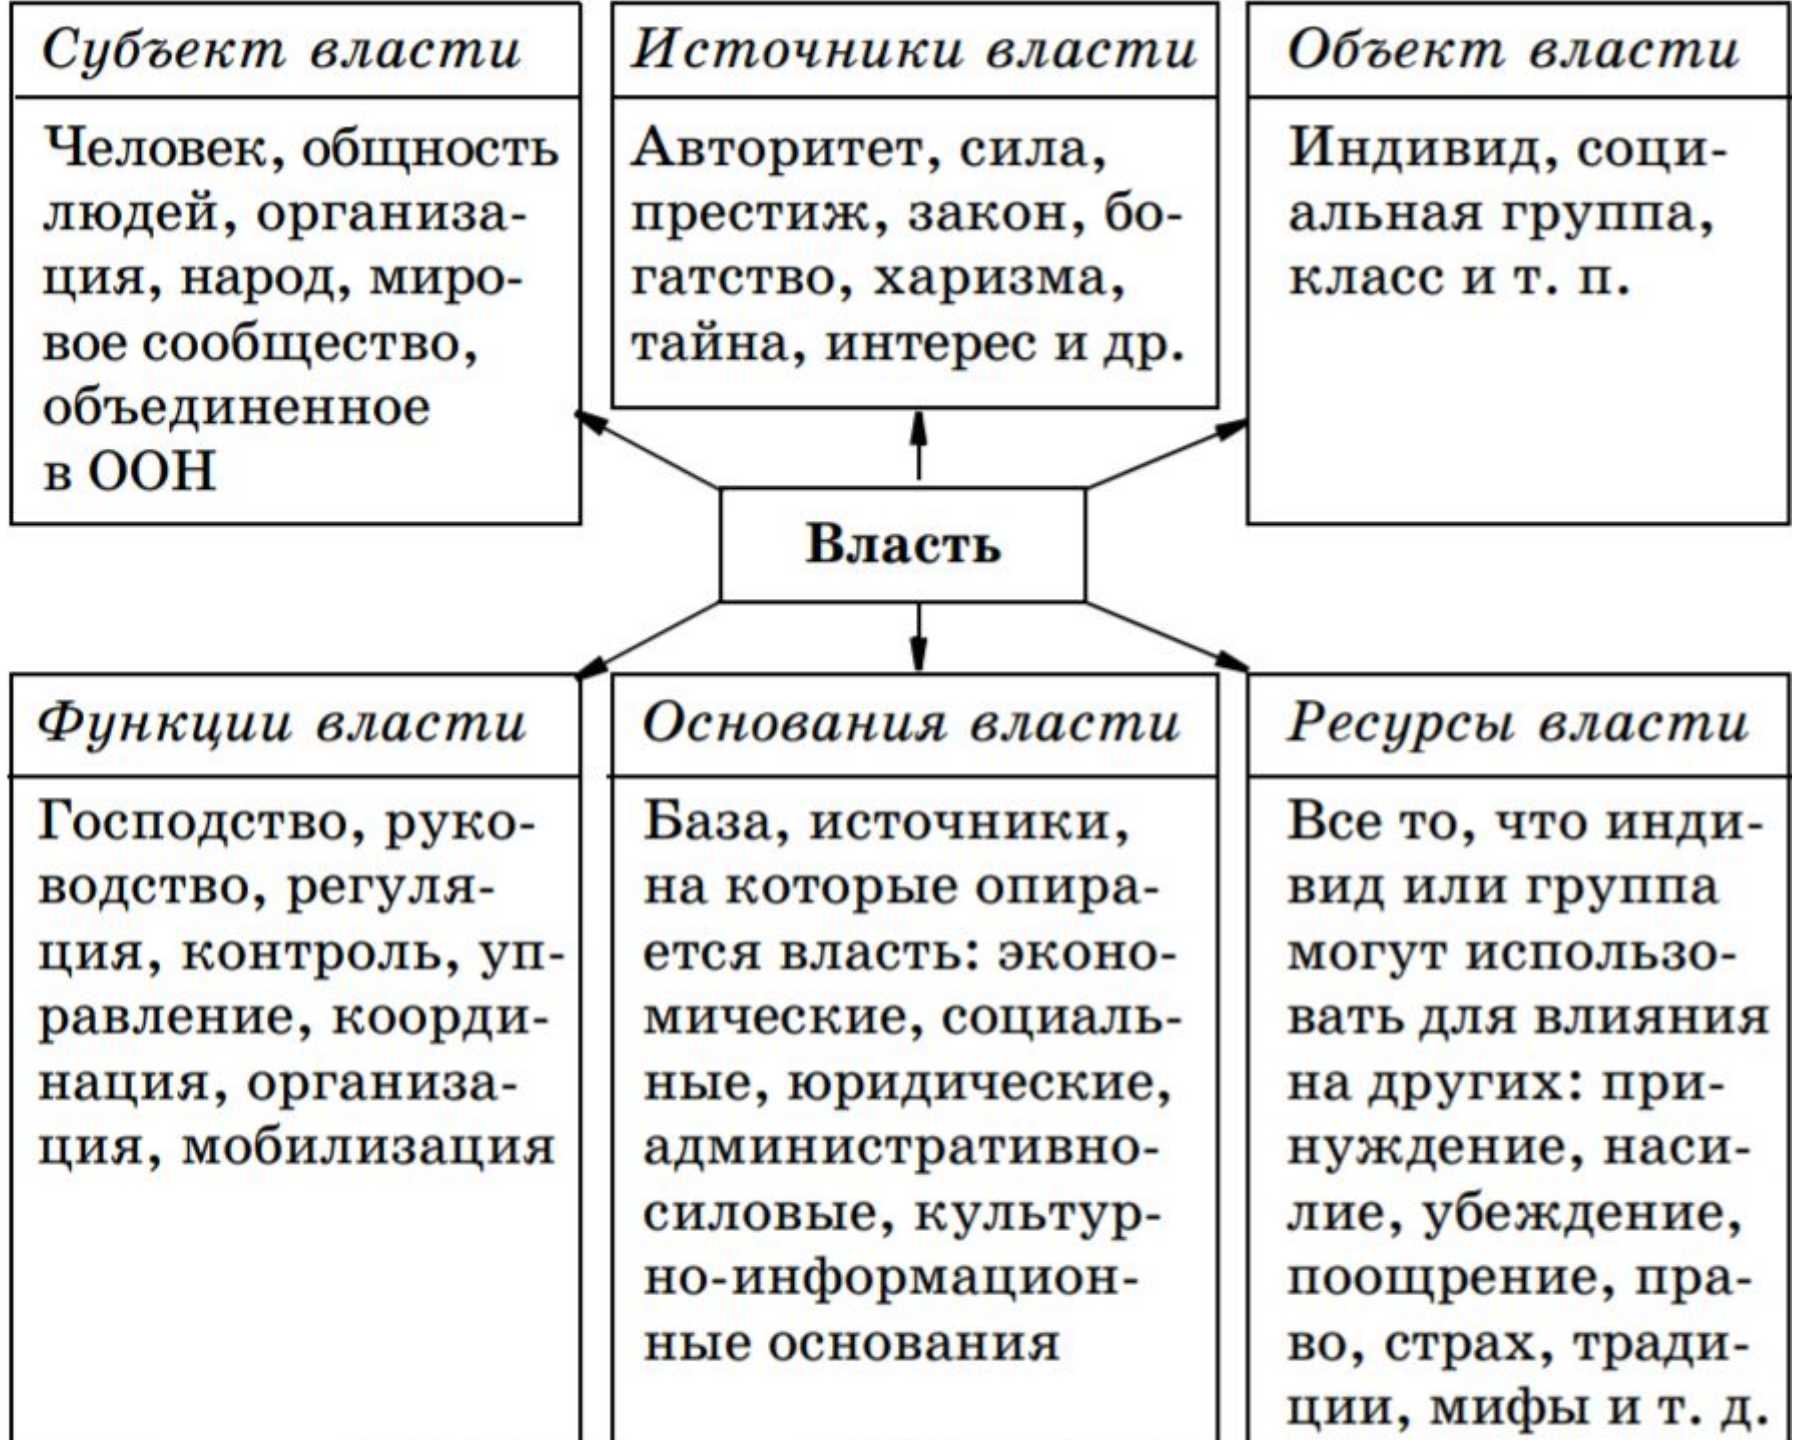 Субъект власти
Человек, общность
людей, организа-
ция, народ, миро-
вое сообщество,
объединенное
в ООН
Источники власти
Авторитет, сила,
престиж, закон, бо-
гатство, харизма,
тайна, интерес и др.
Объект власти
Индивид, соци-
альная группа,
класс и т. п.
Власть
Функции власти
Господство, руко-
водство, регуля-
ция, контроль, уп-
равление, коорди-
нация, организа-
ция, мобилизация
Основания власти
База, источники,
на которые опира-
ется власть: эконо-
мические, социаль-
ные, юридические,
административно-
силовые, культур-
но-информацион-
ные основания
Ресурсы власти
Все то, что инди-
вид или группа
могут использо-
вать для влияния
на других: при-
нуждение, наси-
лие, убеждение,
поощрение, пра-
во, страх, тради-
ции, мифы и т. д.